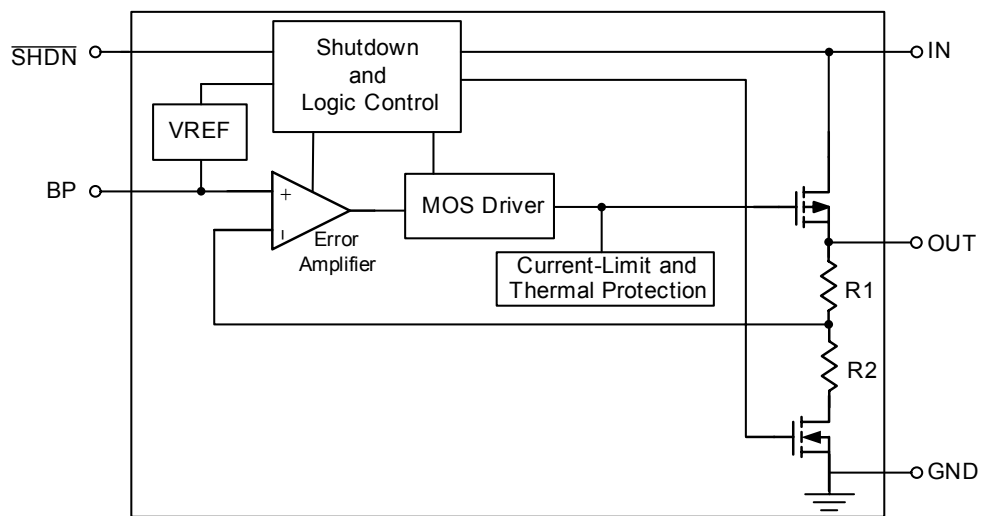 SHDN
Shutdown
and
Logic Control
IN
VREF
BP
+
-
Error
Amplifier
MOS Driver
Current-Limit and
Thermal Protection
OUT
R1
R2
GND